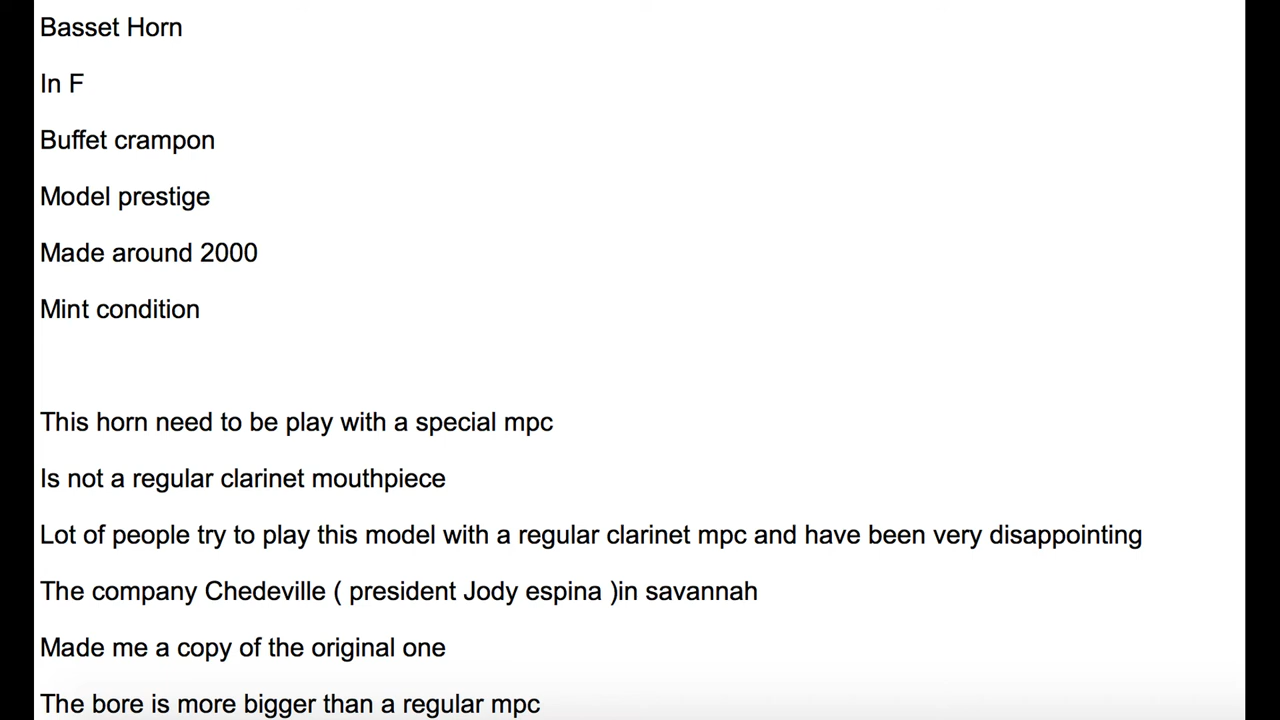 Basset Horn
In F
Buffet crampon
Model prestige
Made around 2000
Mint condition
This horn need to be play with a special mpc
Is not a regular clarinet mouthpiece
Lot of people try to play this model with a regular clarinet mpc and have been very disappointing
The company Chedeville ( president Jody espina )in savannah
Made me a copy of the original one
The bore is more bigger than a regular mpc